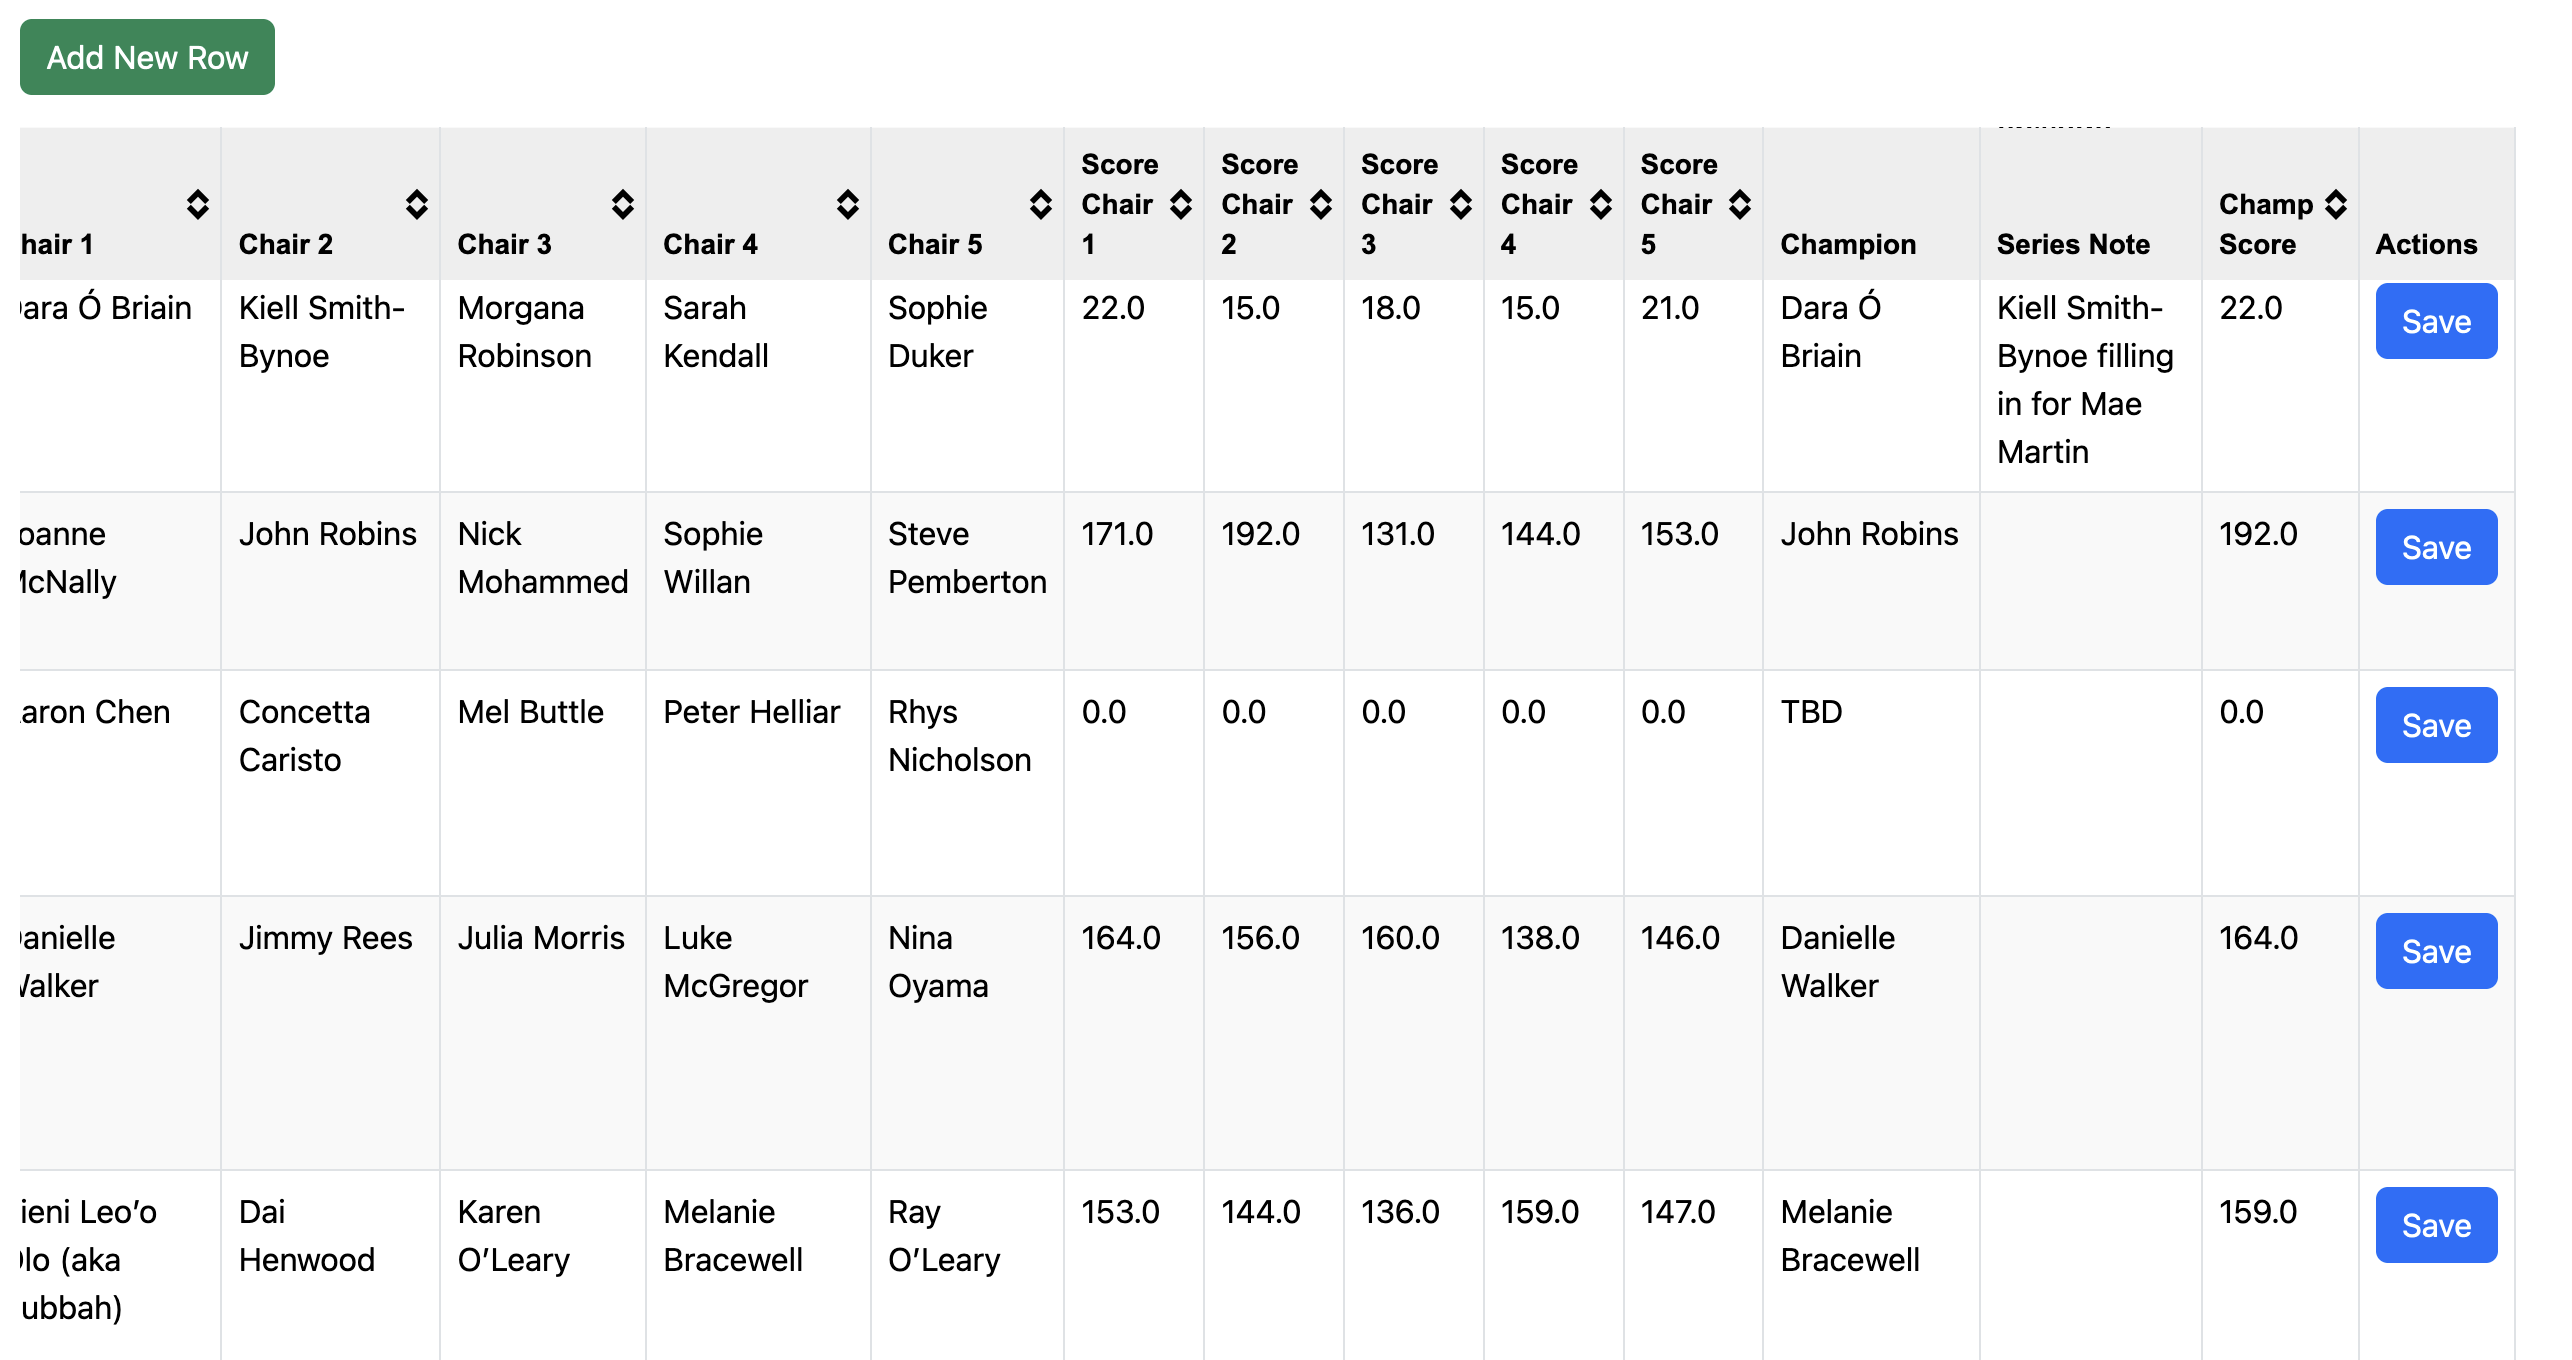 Add New Row
hair 1 Chair 2 Chair 3 Chair 4 Chair 5 Score Chair 1 Score Chair 2 Score Chair 3 Score Chair 4 Score Chair 5 Champion Series Note Champ Score Actions
ara Ó Briain Kiell Smith- Morgana Sarah Sophie 22.0 15.0 18.0 15.0 21.0 Dara Ó Kiell Smith- 22.0 Save
Bynoe Robinson Kendall Duker Briain Bynoe filling
in for Mae
Martin
oanne John Robins Nick Sophie Steve 171.0 192.0 131.0 144.0 153.0 John Robins 192.0 Save
McNally Mohammed Willan Pemberton
aron Chen Concetta Mel Buttle Peter Helliar Rhys 0.0 0.0 0.0 0.0 0.0 TBD 0.0 Save
Caristo Nicholson
anielle Jimmy Rees Julia Morris Luke Nina 164.0 156.0 160.0 138.0 146.0 Danielle 164.0 Save
Walker McGregor Oyama Walker
ieni Leo’o Dai Karen Melanie Ray 153.0 144.0 136.0 159.0 147.0 Melanie 159.0 Save
lo (aka Henwood O’Leary Bracewell O’Leary Bracewell
ubbah)